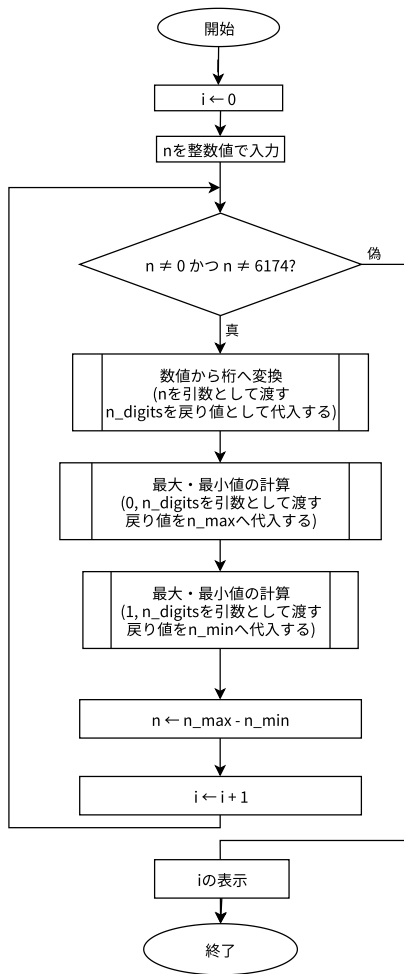 開始
i ← 0
nを整数値で入力
n ≠ 0 かつ n ≠ 6174?
偽
真
数値から桁へ変換
(nを引数として渡す
n_digitsを戻り値として代入する)
最大・最小値の計算
(0, n_digitsを引数として渡す
戻り値をn_maxへ代入する)
最大・最小値の計算
(1, n_digitsを引数として渡す
戻り値をn_minへ代入する)
n ← n_max - n_min
i ← i + 1
iの表示
終了